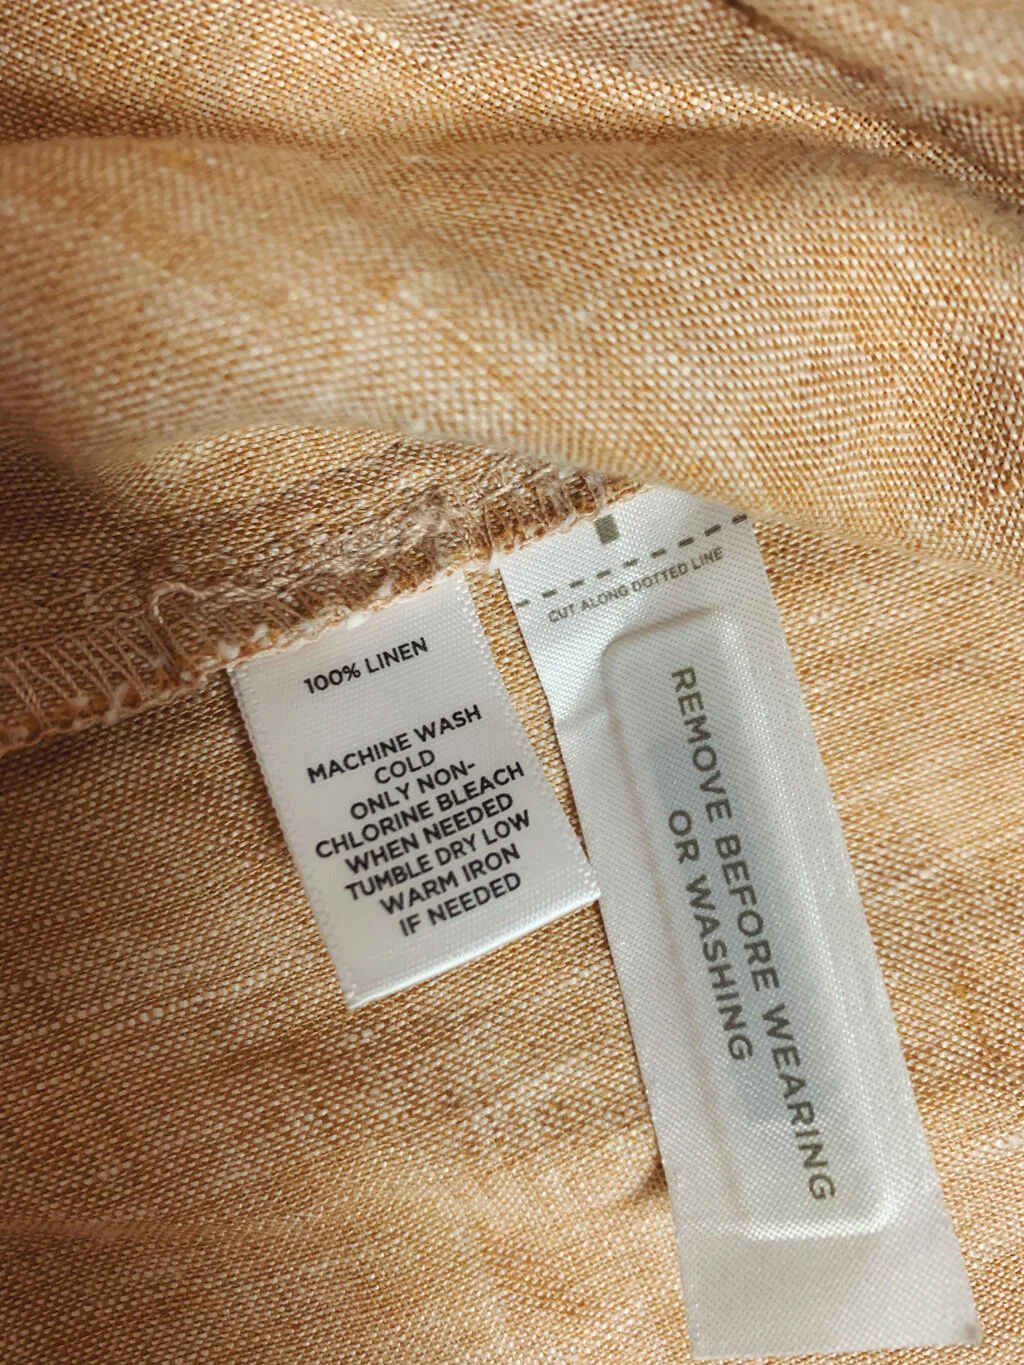 100% LINEN
MACHINE WASH
COLD
ONLY NON-
CHLORINE BLEACH
WHEN NEEDED
TUMBLE DRY LOW
WARM IRON
IF NEEDED
CUT ALONG DOTTED LINE
REMOVE BEFORE WEARING
OR WASHING